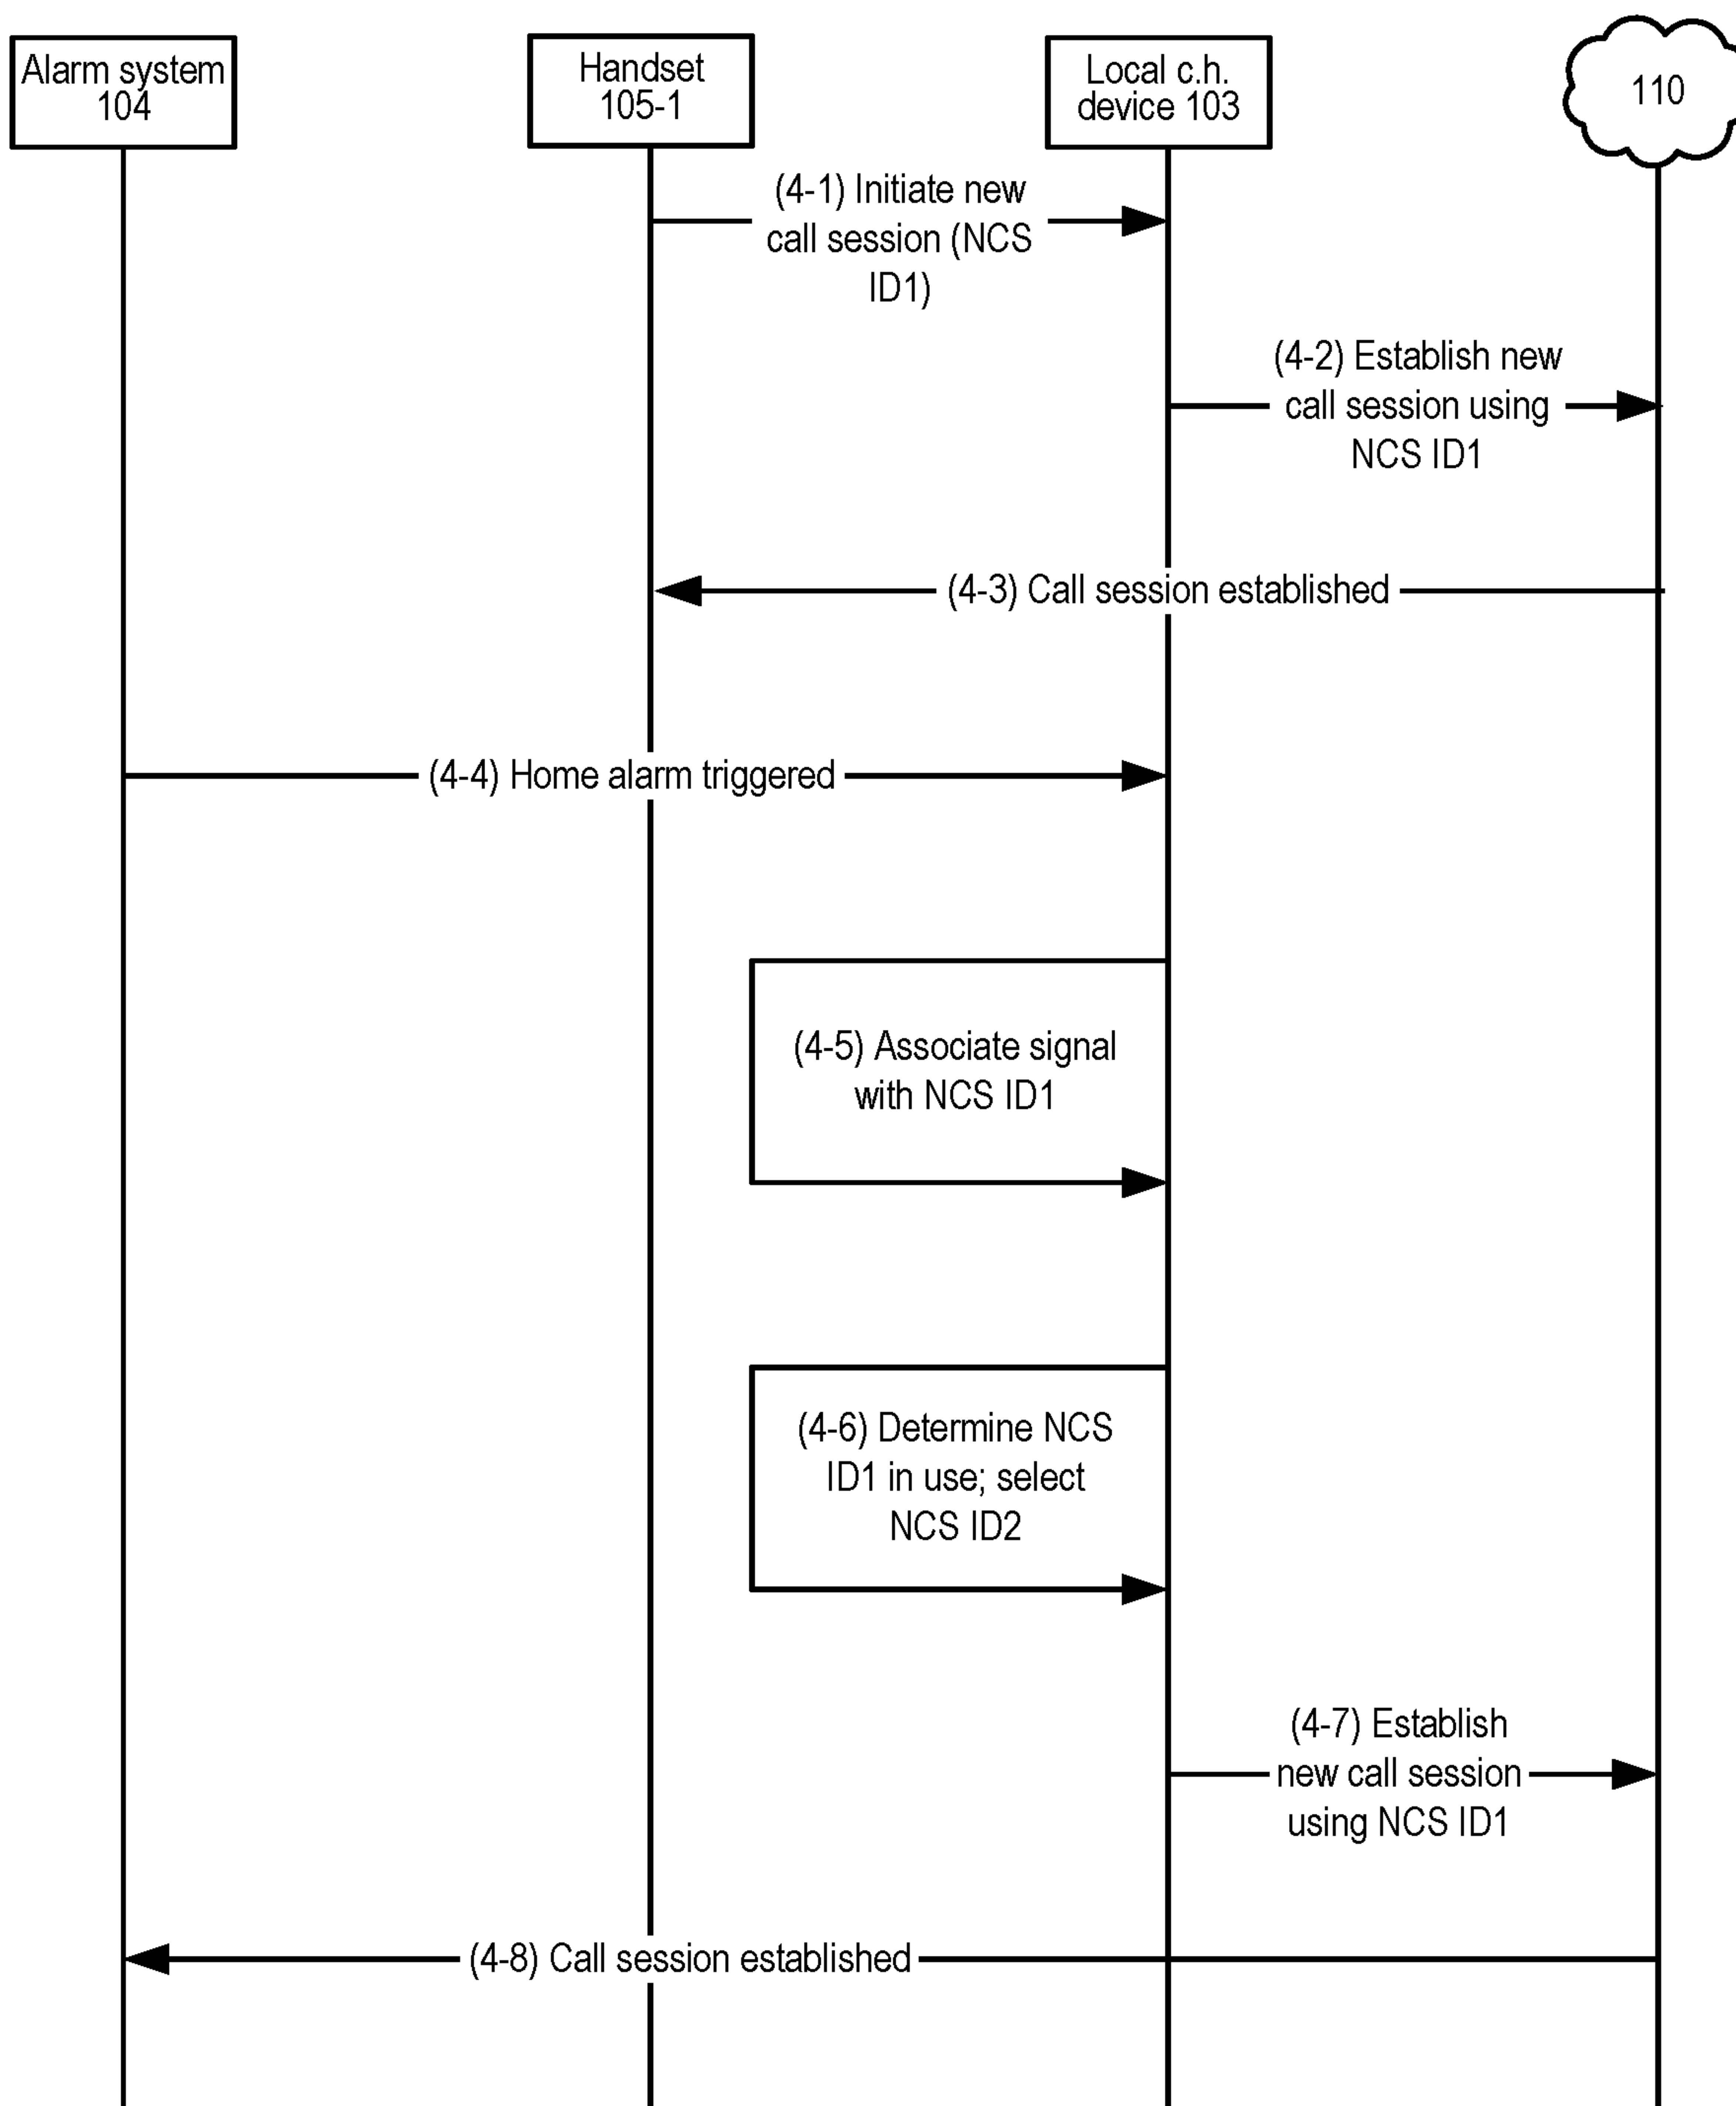 Alarm system
104
Handset
105-1
Local c.h.
device 103
110
(4-1) Initiate new
call session (NCS
ID1)
(4-2) Establish new
call session using
NCS ID1
(4-3) Call session established
(4-4) Home alarm triggered
(4-5) Associate signal
with NCS ID1
(4-6) Determine NCS
ID1 in use; select
NCS ID2
(4-7) Establish
new call session
using NCS ID1
(4-8) Call session established